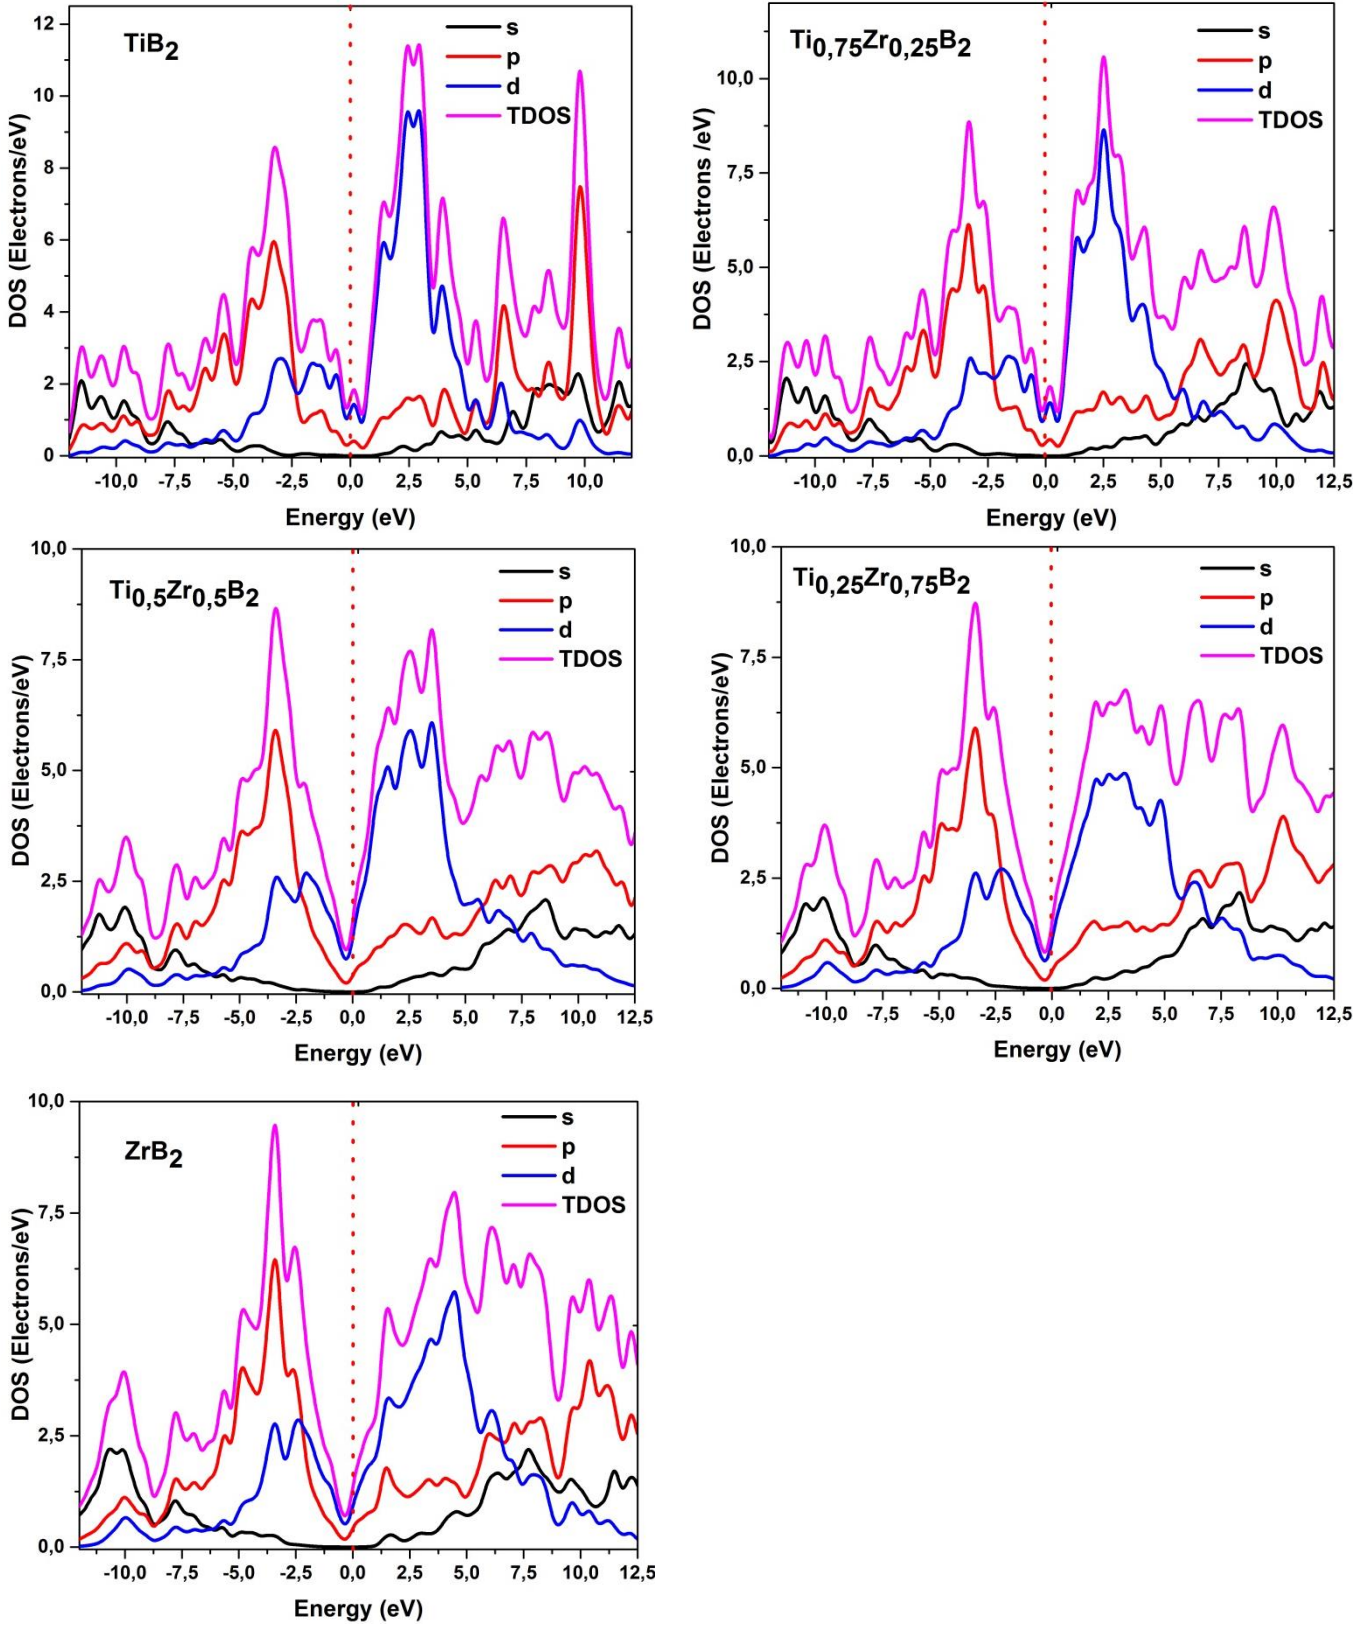 TiB2
s
p
d
TDOS
12
10
8
6
4
2
0
DOS (Electrons/eV)
-10,0 -7,5 -5,0 -2,5 0,0 2,5 5,0 7,5 10,0
Energy (eV)
Ti0,75Zr0,25B2
s
p
d
TDOS
10,0
7,5
5,0
2,5
0,0
DOS (Electrons /eV)
-10,0 -7,5 -5,0 -2,5 0,0 2,5 5,0 7,5 10,0 12,5
Energy (eV)
Ti0,5Zr0,5B2
s
p
d
TDOS
10,0
7,5
5,0
2,5
0,0
DOS (Electrons/eV)
-10,0 -7,5 -5,0 -2,5 0,0 2,5 5,0 7,5 10,0 12,5
Energy (eV)
Ti0,25Zr0,75B2
s
p
d
TDOS
10,0
7,5
5,0
2,5
0,0
DOS (Electrons/eV)
-10,0 -7,5 -5,0 -2,5 0,0 2,5 5,0 7,5 10,0 12,5
Energy (eV)
ZrB2
s
p
d
TDOS
10,0
7,5
5,0
2,5
0,0
DOS (Electrons/eV)
-10,0 -7,5 -5,0 -2,5 0,0 2,5 5,0 7,5 10,0 12,5
Energy (eV)